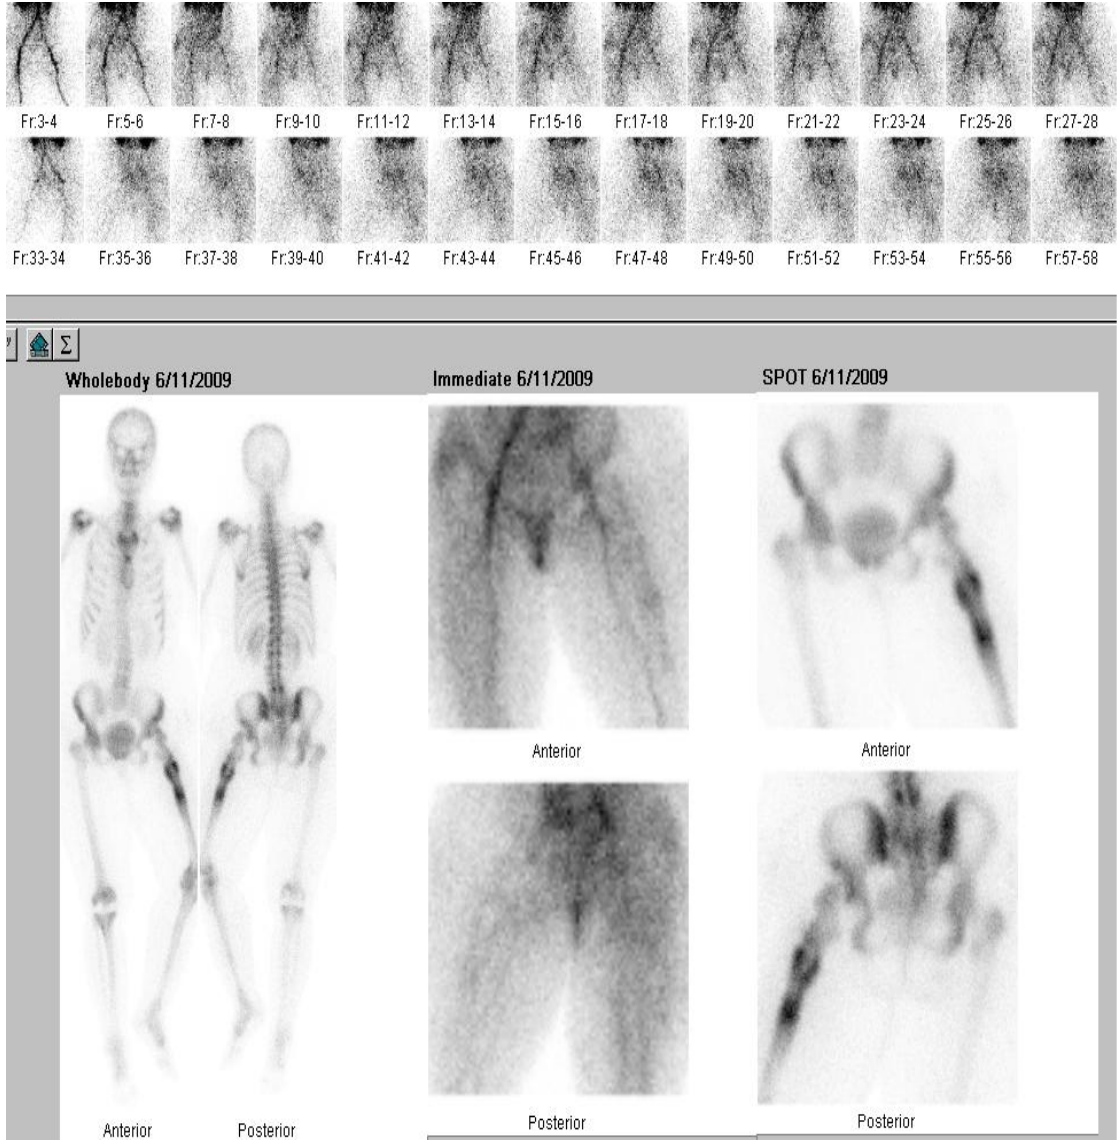 Fr:3-4 Fr:5-6 Fr:7-8 Fr:9-10 Fr:11-12 Fr:13-14 Fr:15-16 Fr:17-18 Fr:19-20 Fr:21-22 Fr:23-24 Fr:25-26 Fr:27-28
Fr:33-34 Fr:35-36 Fr:37-38 Fr:39-40 Fr:41-42 Fr:43-44 Fr:45-46 Fr:47-48 Fr:49-50 Fr:51-52 Fr:53-54 Fr:55-56 Fr:57-58
Σ
Wholebody 6/11/2009 Immediate 6/11/2009 SPOT 6/11/2009
Anterior Anterior
Anterior Posterior Posterior Posterior